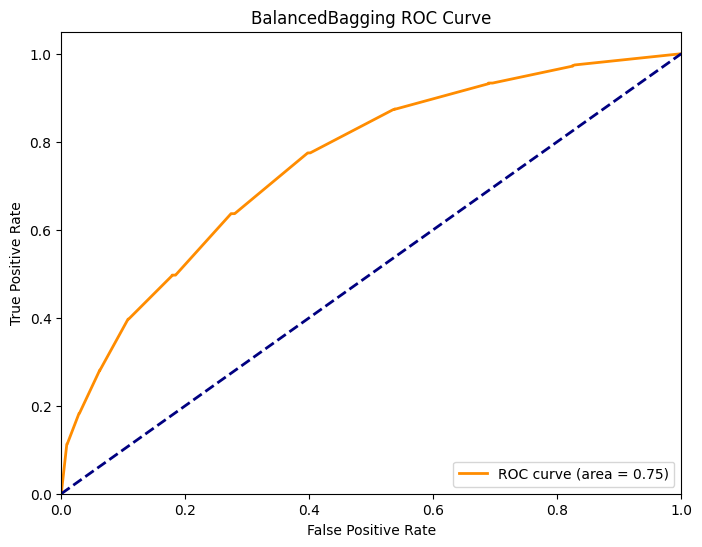 BalancedBagging ROC Curve
True Positive Rate
1.0
0.8
0.6
0.4
0.2
0.0
0.0 0.2 0.4 0.6 0.8 1.0
False Positive Rate
ROC curve (area = 0.75)